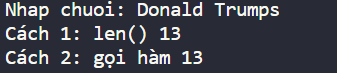 Nhap chuoi: Donald Trumps
Cách 1: len() 13
Cách 2: gọi hàm 13